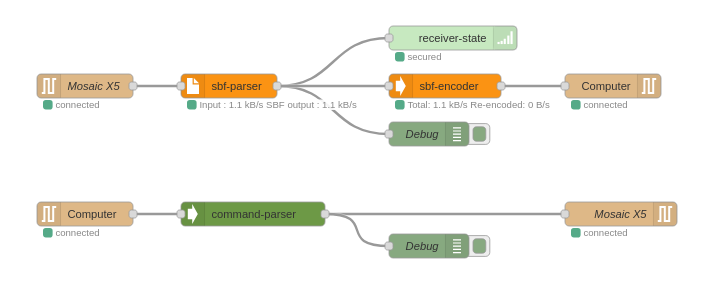 receiver-state
secured
Mosaic X5
connected
sbf-parser
Input : 1.1 kB/s SBF output : 1.1 kB/s
sbf-encoder
Total: 1.1 kB/s Re-encoded: 0 B/s
Computer
connected
Debug
Computer
connected
command-parser
Mosaic X5
connected
Debug